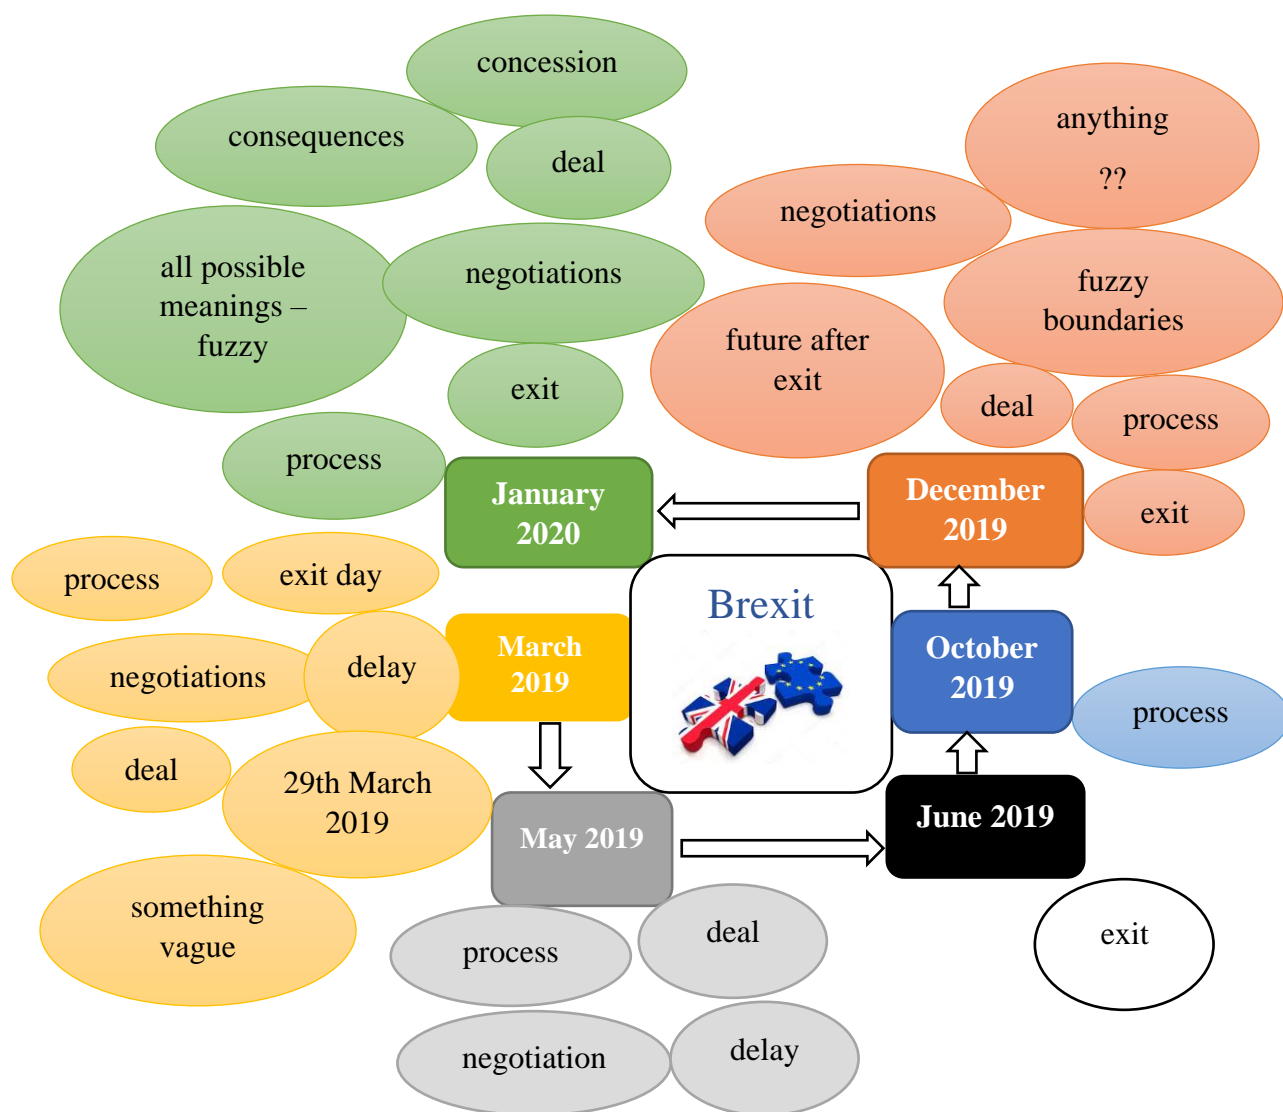 concession
consequences
deal
all possible
meanings –
fuzzy
negotiations
exit
process
anything
??
negotiations
fuzzy
boundaries
future after
exit
deal
process
exit
January
2020
December
2019
Brexit
process
exit day
negotiations
delay
deal
29th March
2019
something
vague
March
2019
October
2019
process
May 2019
June 2019
process
deal
negotiation
delay
exit